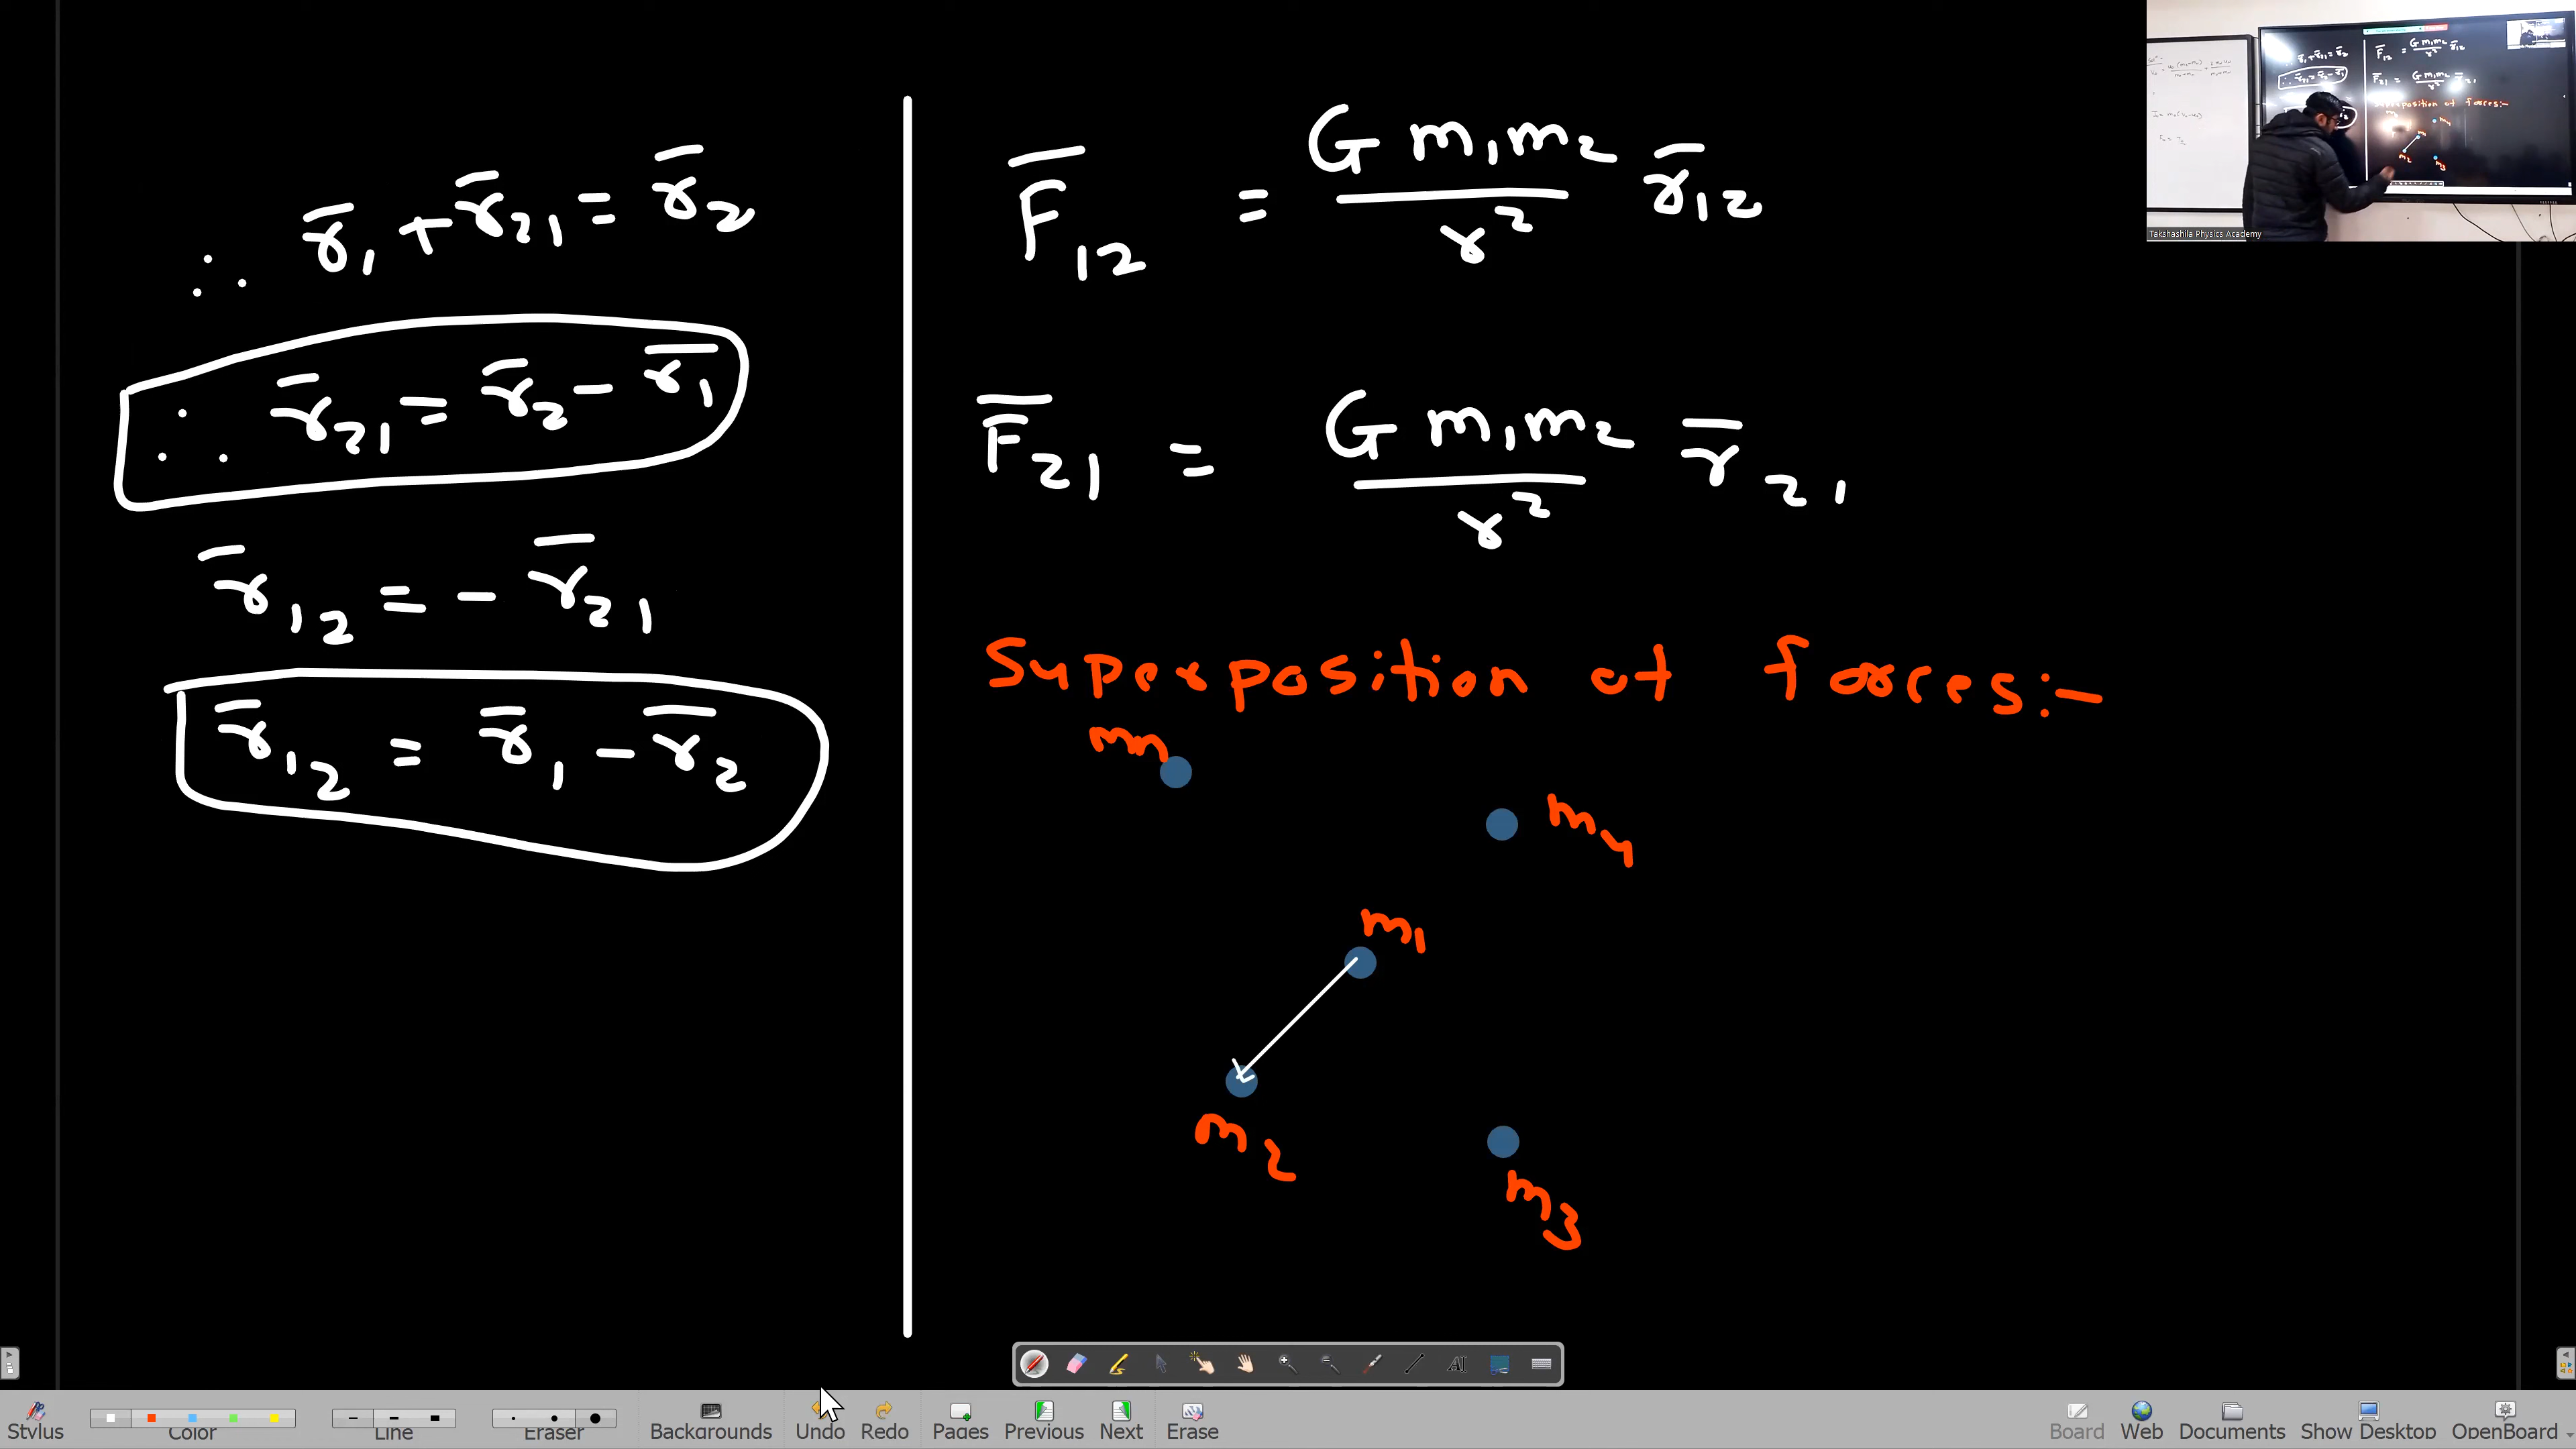 ∴ r̄₁ + r̄₂₁ = r̄₂
∴ r̄₂₁ = r̄₂ − r̄₁
r̄₁₂ = − r̄₂₁
r̄₁₂ = r̄₁ − r̄₂
F̄₁₂ = G m₁m₂ / r² r̄₁₂
F̄₂₁ = G m₁m₂ / r² r̄₂₁
Superposition of forces:-
mn
m4
m1
m2
m3
Takshashila Physics Academy
Stylus
Color
Line
Eraser
Backgrounds
Undo
Redo
Pages
Previous
Next
Erase
Board
Web
Documents
Show Desktop
OpenBoard